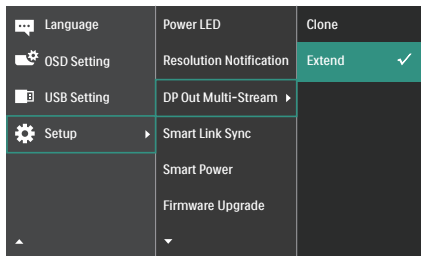 Language
OSD Setting
USB Setting
Setup
Power LED
Resolution Notification
DP Out Multi-Stream
Smart Link Sync
Smart Power
Firmware Upgrade
Clone
Extend